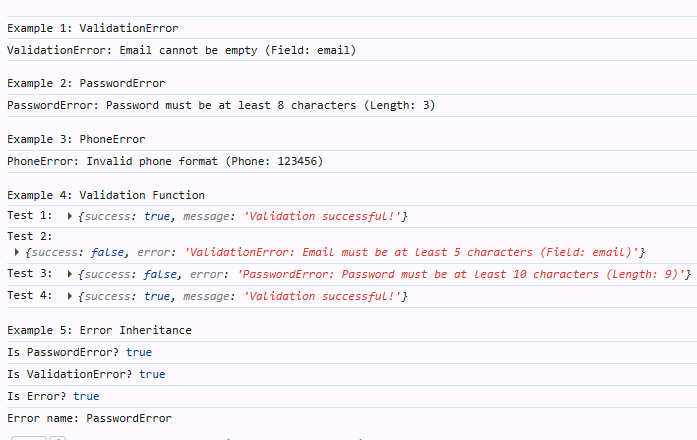 Example 1: ValidationError
ValidationError: Email cannot be empty (Field: email)
Example 2: PasswordError
PasswordError: Password must be at least 8 characters (Length: 3)
Example 3: PhoneError
PhoneError: Invalid phone format (Phone: 123456)
Example 4: Validation Function
Test 1: {success: true, message: 'Validation successful!'}
Test 2:
{success: false, error: 'ValidationError: Email must be at least 5 characters (Field: email)'}
Test 3: {success: false, error: 'PasswordError: Password must be at least 10 characters (Length: 9)'}
Test 4: {success: true, message: 'Validation successful!'}
Example 5: Error Inheritance
Is PasswordError? true
Is ValidationError? true
Is Error? true
Error name: PasswordError